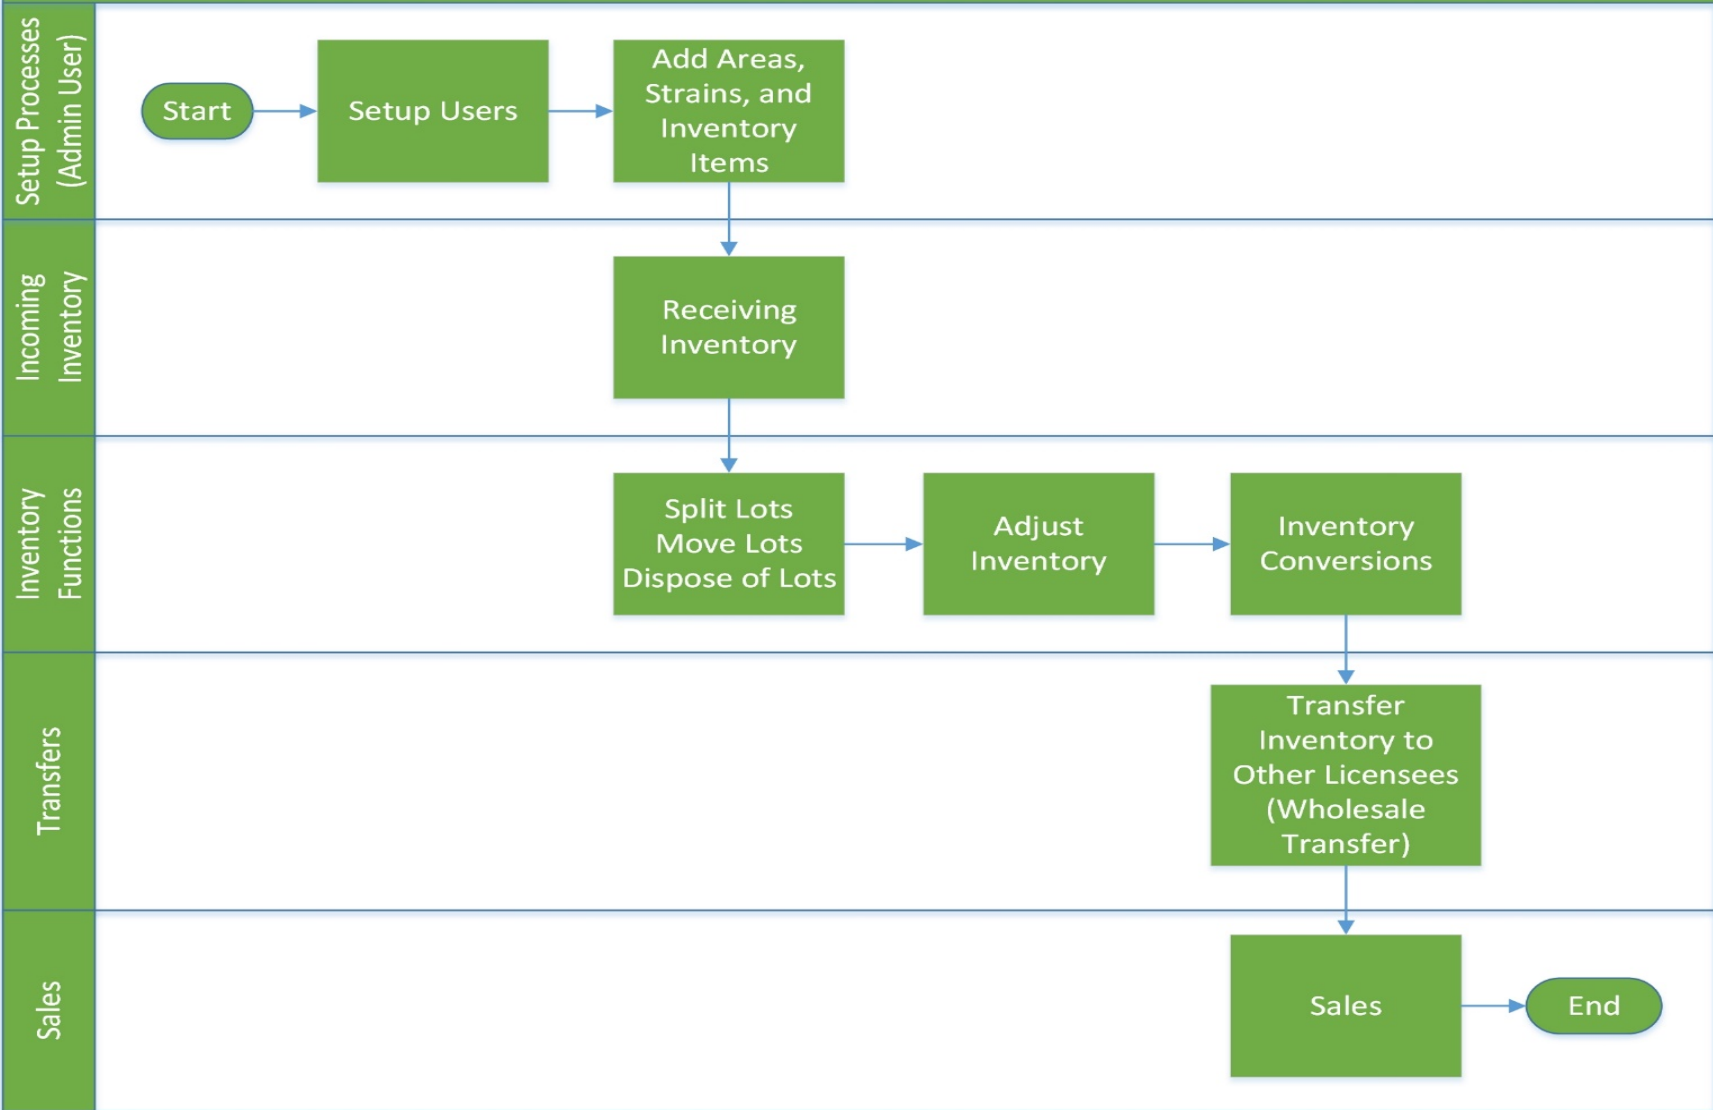 Setup Processes
(Admin User)
Start
Setup Users
Add Areas,
Strains, and
Inventory
Items
Incoming
Inventory
Receiving
Inventory
Inventory
Functions
Split Lots
Move Lots
Dispose of Lots
Adjust
Inventory
Inventory
Conversions
Transfers
Transfer
Inventory to
Other Licensees
(Wholesale
Transfer)
Sales
Sales
End